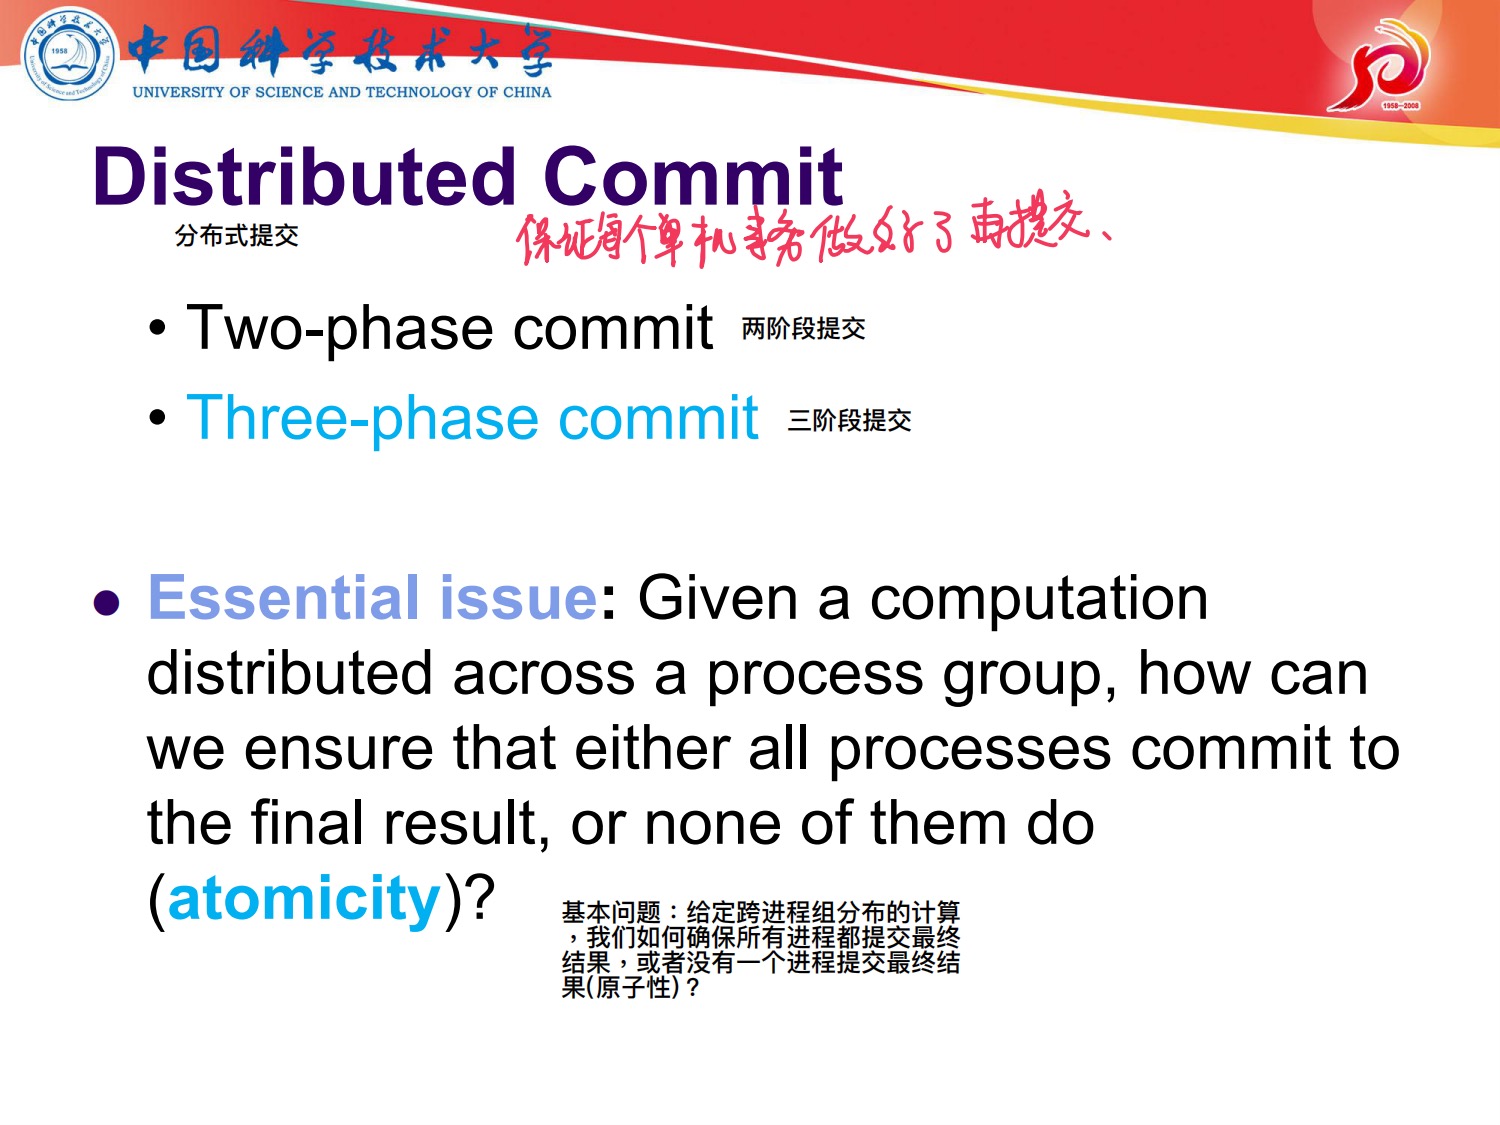 1958
中国科学技术大学
UNIVERSITY OF SCIENCE AND TECHNOLOGY OF CHINA
1958-2008
Distributed Commit
分布式提交
保证每个单机事务做好了再提交、
• Two-phase commit 两阶段提交
• Three-phase commit 三阶段提交
● Essential issue: Given a computation
distributed across a process group, how can
we ensure that either all processes commit to
the final result, or none of them do
(atomicity)?
基本问题：给定跨进程组分布的计算
，我们如何确保所有进程都提交最终
结果，或者没有一个进程提交最终结
果(原子性)？